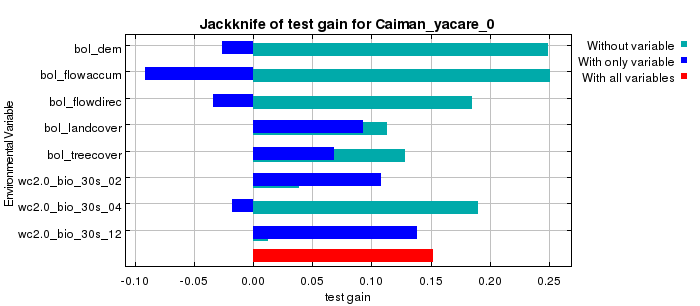 Jackknife of test gain for Caiman_yacare_0
Environmental Variable
bol_dem
bol_flowaccum
bol_flowdirec
bol_landcover
bol_treecover
wc2.0_bio_30s_02
wc2.0_bio_30s_04
wc2.0_bio_30s_12
Without variable
With only variable
With all variables
-0.10 -0.05 0.00 0.05 0.10 0.15 0.20 0.25
test gain